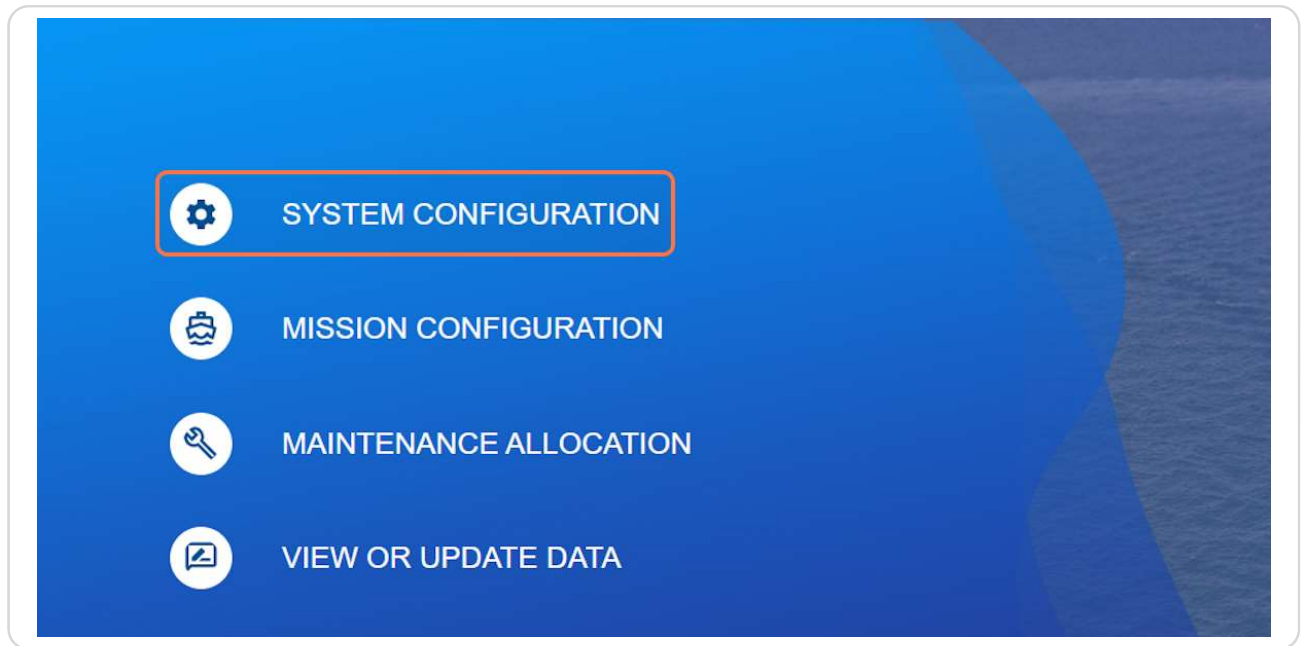 SYSTEM CONFIGURATION
MISSION CONFIGURATION
MAINTENANCE ALLOCATION
VIEW OR UPDATE DATA